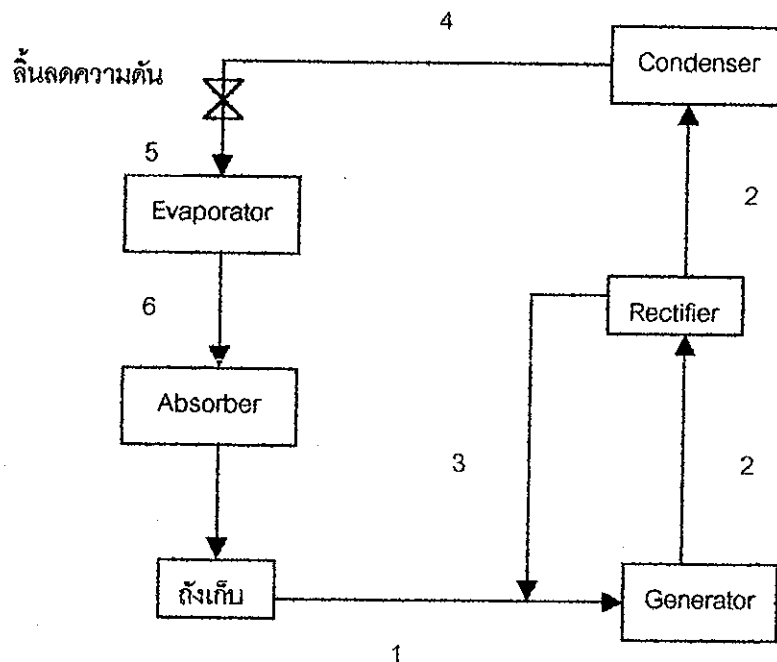 4
Condenser
ลิ้นลดความดัน
5
2
Evaporator
6
Rectifier
Absorber
3
2
ถังเก็บ
Generator
1